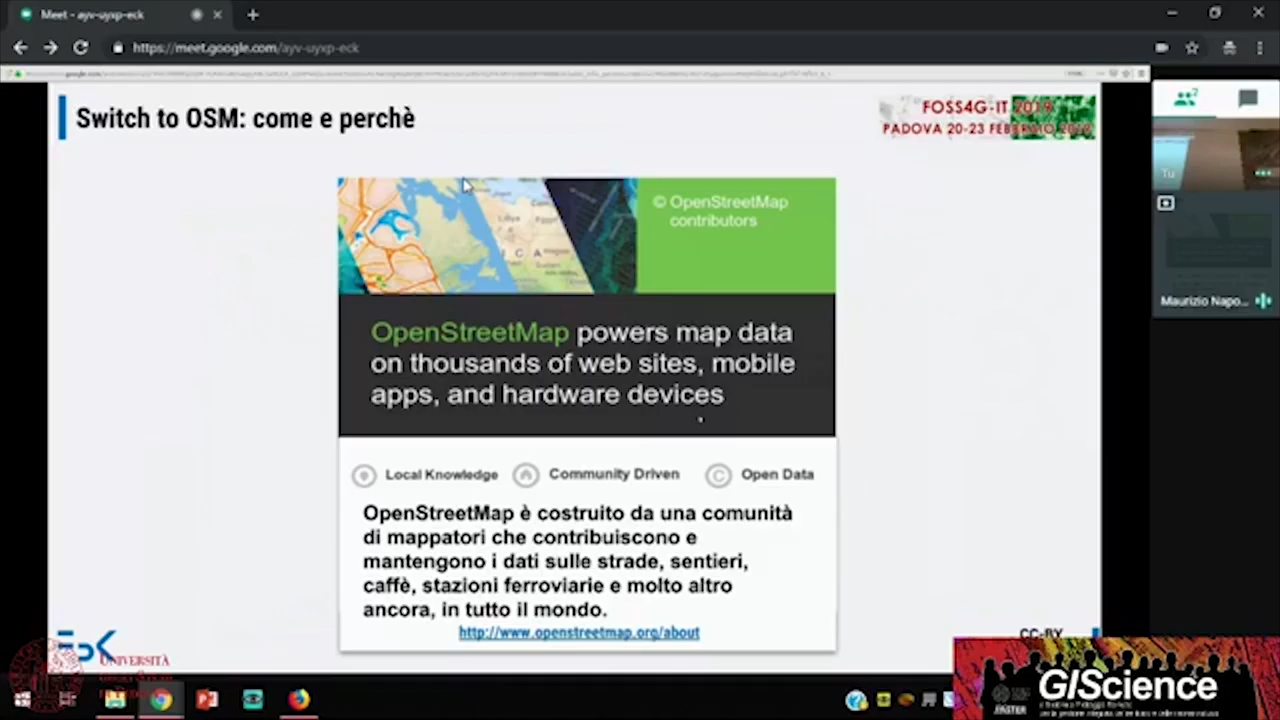 Meet - ayv-uyxp-eck
https://meet.google.com/ayv-uyxp-eck
Switch to OSM: come e perchè
FOSS4G-IT 2019
PADOVA 20-23 FEBBRAIO 2019
© OpenStreetMap
contributors
Libya
Egypt
OpenStreetMap powers map data
on thousands of web sites, mobile
apps, and hardware devices
Local Knowledge
Community Driven
Open Data
OpenStreetMap è costruito da una comunità
di mappatori che contribuiscono e
mantengono i dati sulle strade, sentieri,
caffè, stazioni ferroviarie e molto altro
ancora, in tutto il mondo.
http://www.openstreetmap.org/about
Tu
Maurizio Napo...
CC-BY
UNIVERSITÀ
GIScience